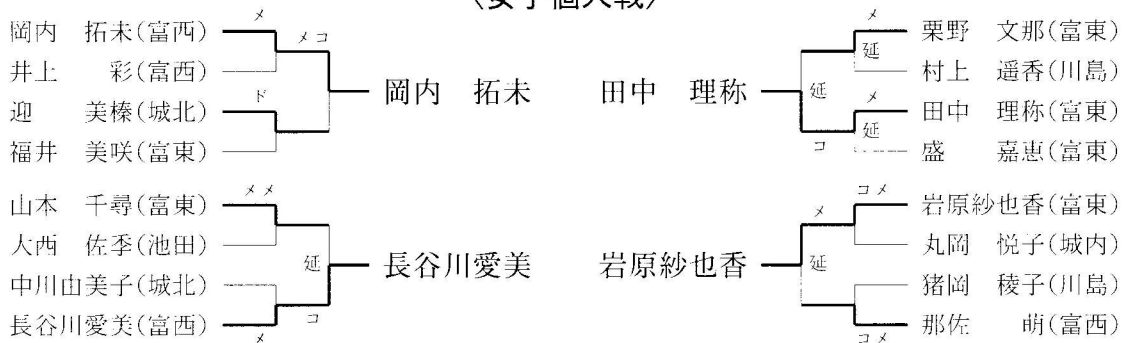 〈女子個人戦〉
岡内 拓未(富西)
井上 彩(富西)
迎 美榛(城北)
福井 美咲(富東)
メ
メコ
ド
岡内 拓未
山本 千尋(富東)
大西 佐季(池田)
中川由美子(城北)
長谷川愛美(富西)
メメ
延
コ
メ
長谷川愛美
田中 理称
メ
延
延
メ
延
コ
栗野 文那(富東)
村上 遥香(川島)
田中 理称(富東)
盛 嘉恵(富東)
岩原紗也香
コメ
メ
延
コメ
岩原紗也香(富東)
丸岡 悦子(城内)
猪岡 稜子(川島)
那佐 萌(富西)